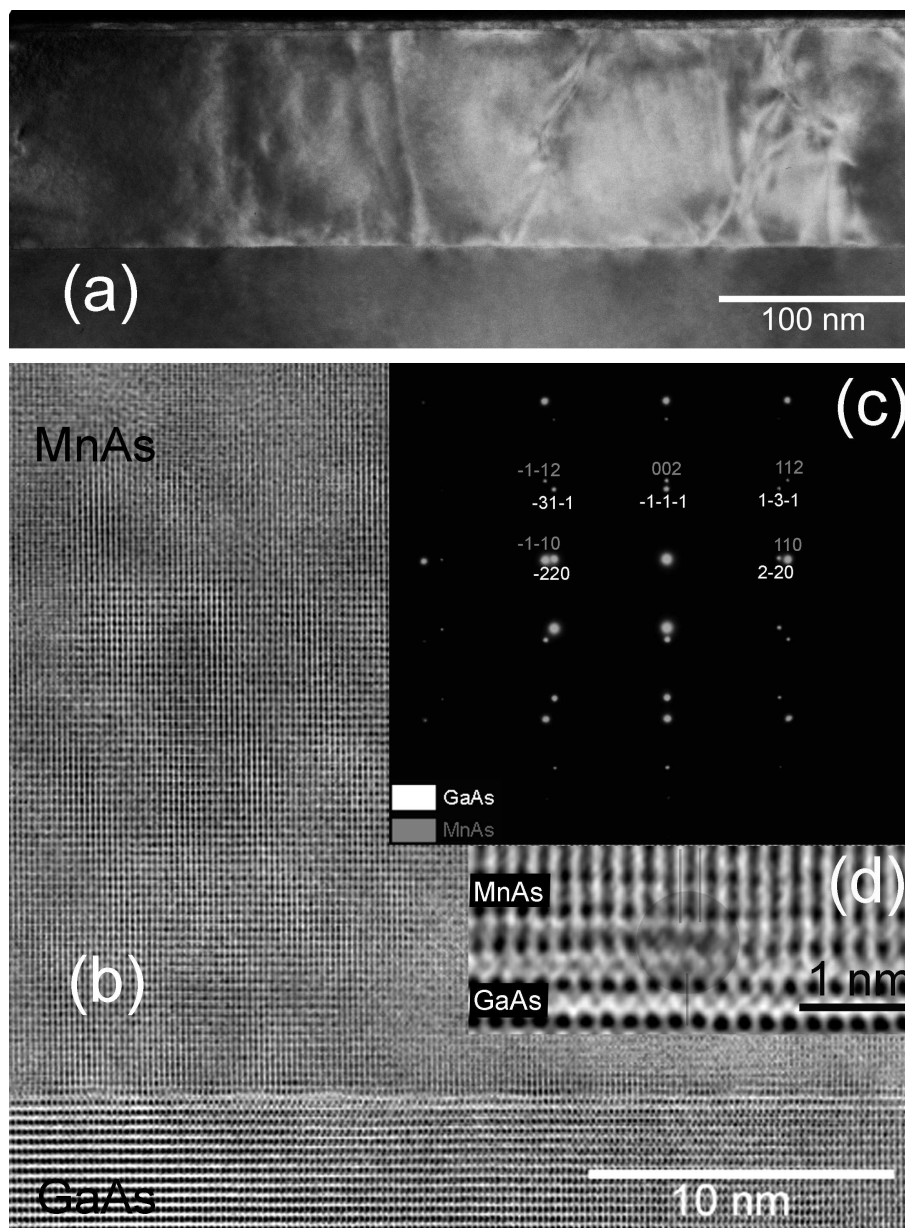 (a)
100 nm
MnAs
(c)
-1-12 002 112
-31-1 -1-1-1 1-3-1
-1-10 110
-220 2-20
GaAs
MnAs
MnAs
(d)
(b)
GaAs
1 nm
GaAs
10 nm